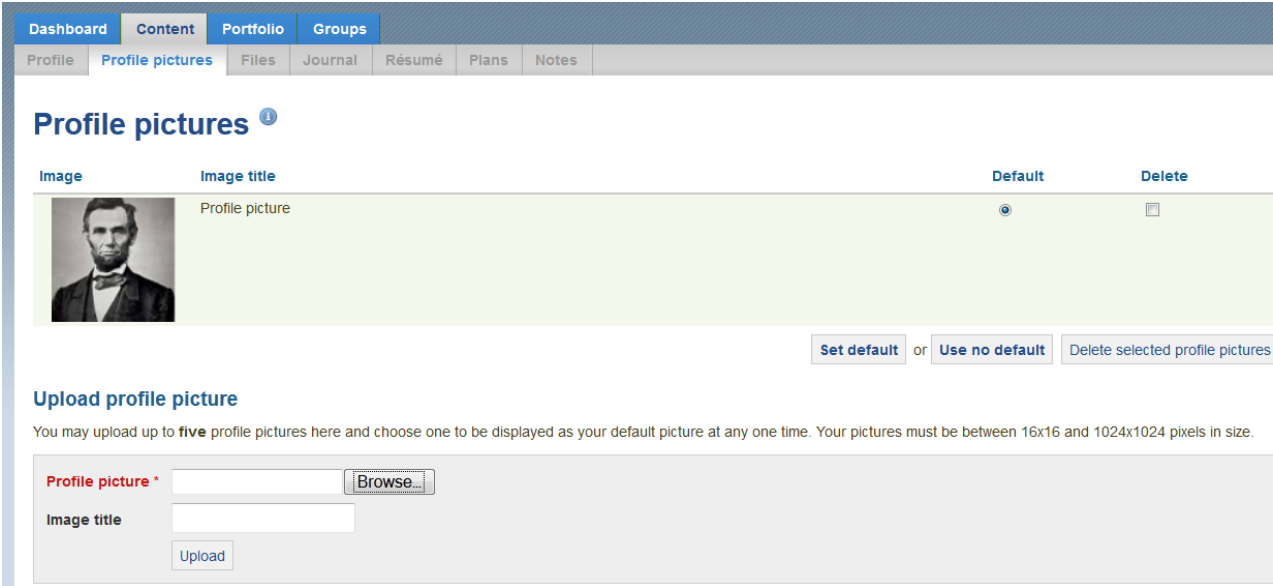 Dashboard Content Portfolio Groups
Profile Profile pictures Files Journal Résumé Plans Notes
Profile pictures
Image Image title Default Delete
Profile picture
Set default or Use no default Delete selected profile pictures
Upload profile picture
You may upload up to five profile pictures here and choose one to be displayed as your default picture at any one time. Your pictures must be between 16x16 and 1024x1024 pixels in size.
Profile picture * Browse...
Image title
Upload